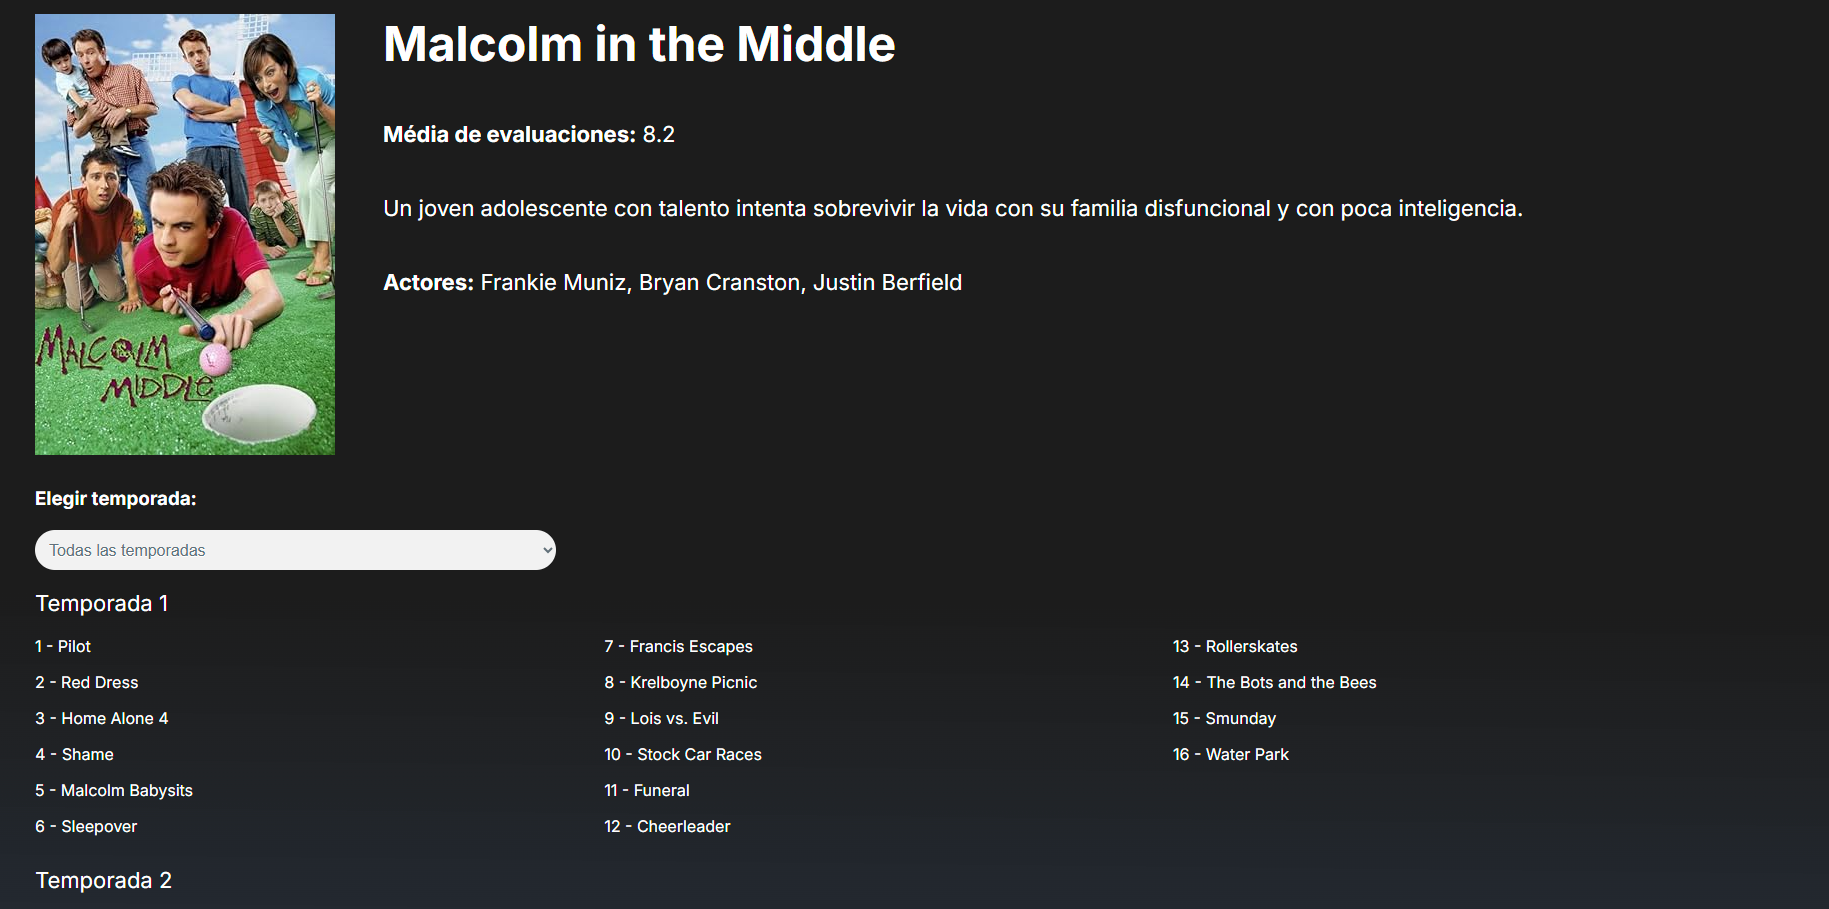 Malcolm in the Middle
Média de evaluaciones: 8.2
Un joven adolescente con talento intenta sobrevivir la vida con su familia disfuncional y con poca inteligencia.
Actores: Frankie Muniz, Bryan Cranston, Justin Berfield
MALCOLM
IN THE
MIDDLE
Elegir temporada:
Todas las temporadas
Temporada 1
1 - Pilot
2 - Red Dress
3 - Home Alone 4
4 - Shame
5 - Malcolm Babysits
6 - Sleepover
7 - Francis Escapes
8 - Krelboyne Picnic
9 - Lois vs. Evil
10 - Stock Car Races
11 - Funeral
12 - Cheerleader
13 - Rollerskates
14 - The Bots and the Bees
15 - Smunday
16 - Water Park
Temporada 2